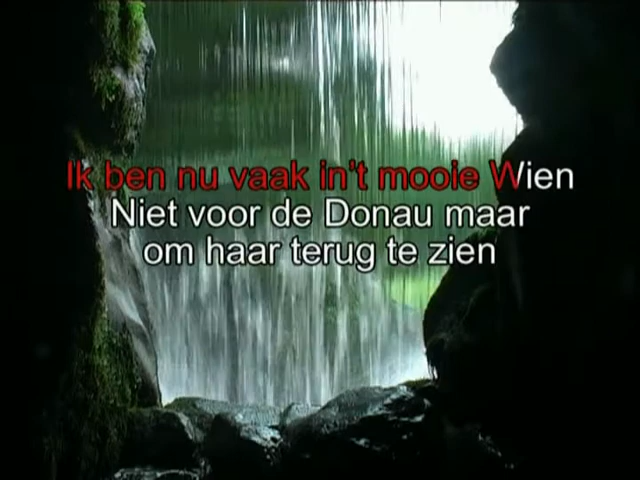 Ik ben nu vaak in't mooie Wien
Niet voor de Donau maar
om haar terug te zien